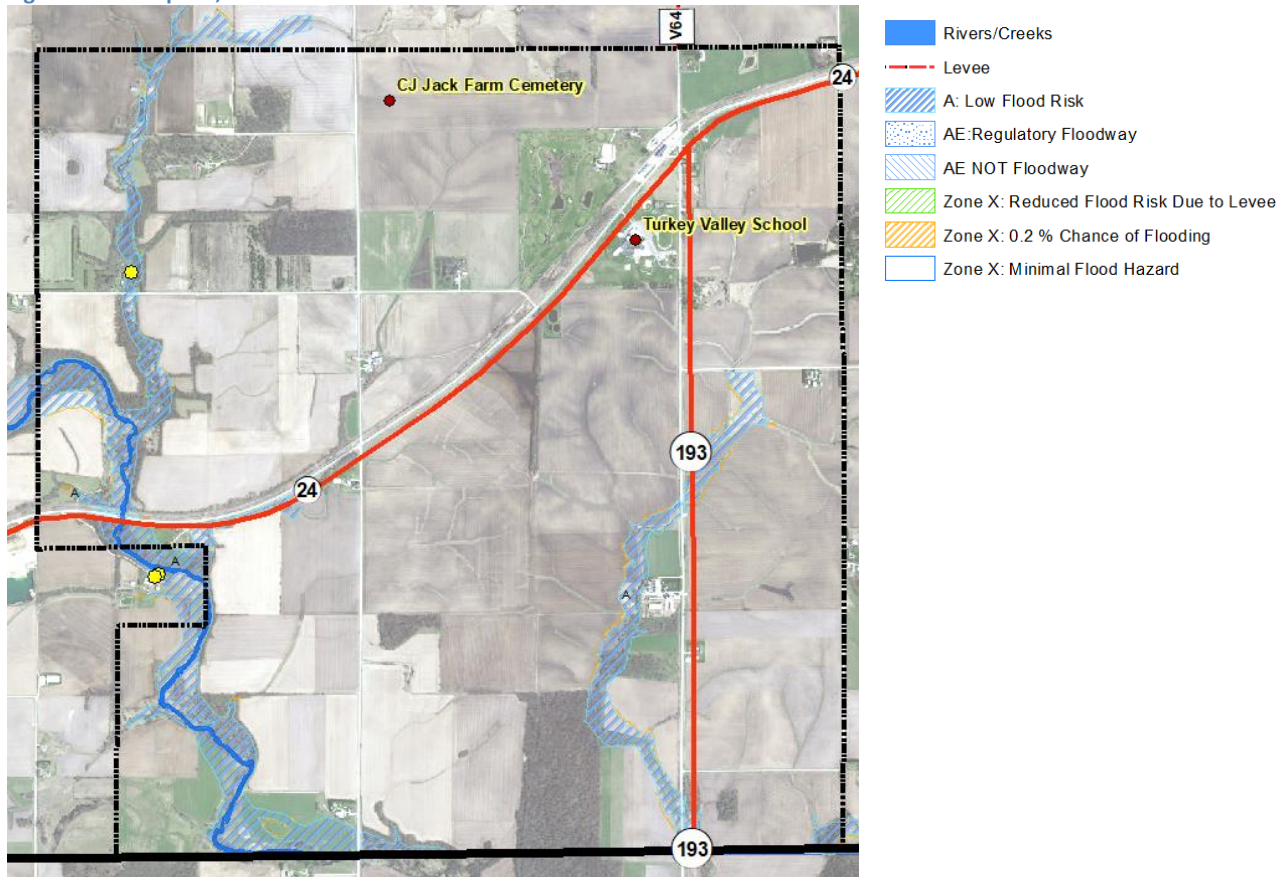 V64
24
CJ Jack Farm Cemetery
Turkey Valley School
193
24
A
A
A
193
Rivers/Creeks
Levee
A: Low Flood Risk
AE:Regulatory Floodway
AE NOT Floodway
Zone X: Reduced Flood Risk Due to Levee
Zone X: 0.2 % Chance of Flooding
Zone X: Minimal Flood Hazard